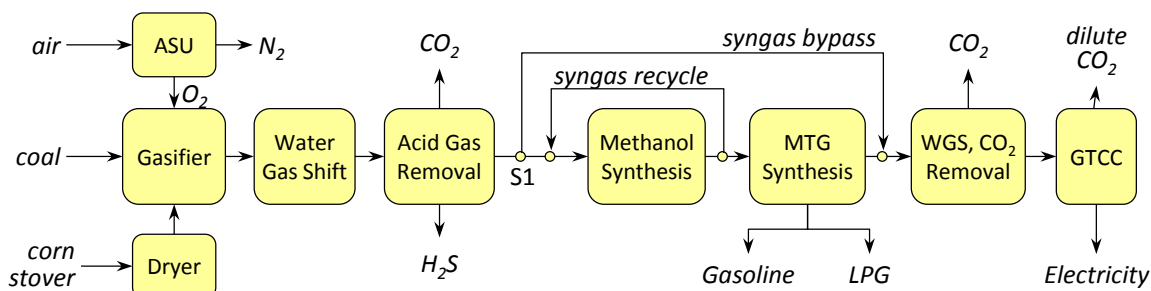 air
ASU
N2
O2
coal
Gasifier
corn
stover
Dryer
Water
Gas Shift
CO2
Acid Gas
Removal
H2S
S1
syngas bypass
syngas recycle
Methanol
Synthesis
MTG
Synthesis
Gasoline
LPG
CO2
WGS, CO2
Removal
dilute
CO2
GTCC
Electricity